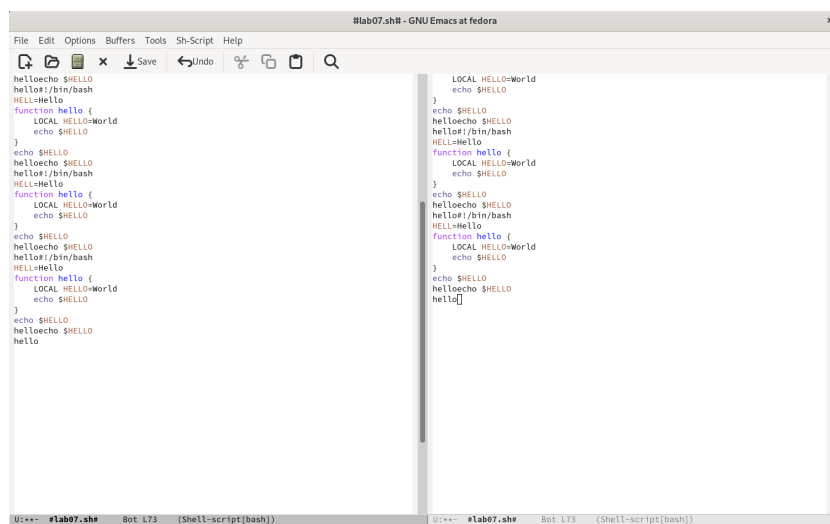 #lab07.sh# - GNU Emacs at fedora
File Edit Options Buffers Tools Sh-Script Help
Save Undo
helloecho $HELLO
hello#!/bin/bash
HELL=Hello
function hello {
    LOCAL HELLO=World
    echo $HELLO
}
echo $HELLO
helloecho $HELLO
hello#!/bin/bash
HELL=Hello
function hello {
    LOCAL HELLO=World
    echo $HELLO
}
echo $HELLO
helloecho $HELLO
hello#!/bin/bash
HELL=Hello
function hello {
    LOCAL HELLO=World
    echo $HELLO
}
echo $HELLO
helloecho $HELLO
hello
U:**-  #lab07.sh#    Bot L73    (Shell-script[bash])
    LOCAL HELLO=World
    echo $HELLO
}
echo $HELLO
helloecho $HELLO
hello#!/bin/bash
HELL=Hello
function hello {
    LOCAL HELLO=World
    echo $HELLO
}
echo $HELLO
helloecho $HELLO
hello#!/bin/bash
HELL=Hello
function hello {
    LOCAL HELLO=World
    echo $HELLO
}
echo $HELLO
helloecho $HELLO
hello
U:**-  #lab07.sh#    Bot L73    (Shell-script[bash])